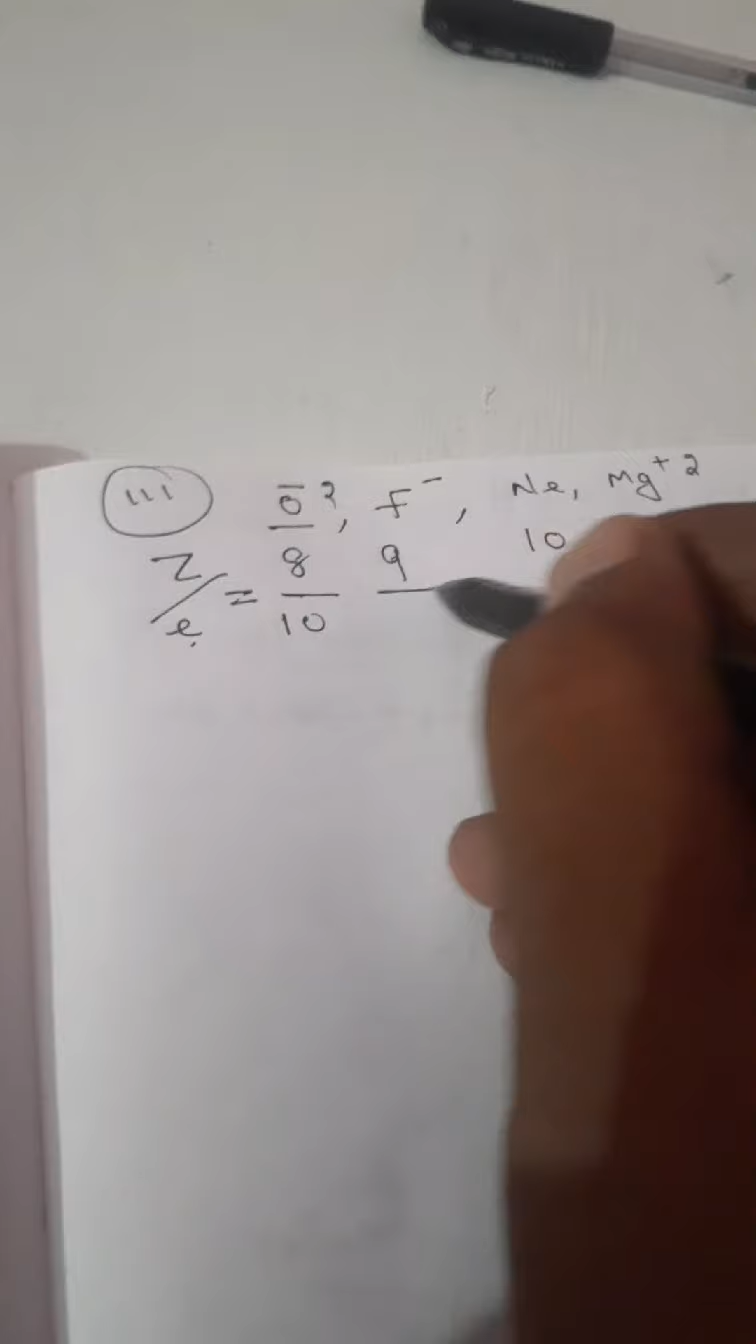 III O⁻², F⁻, Ne, Mg⁺²
Z/e = 8/10 9 10